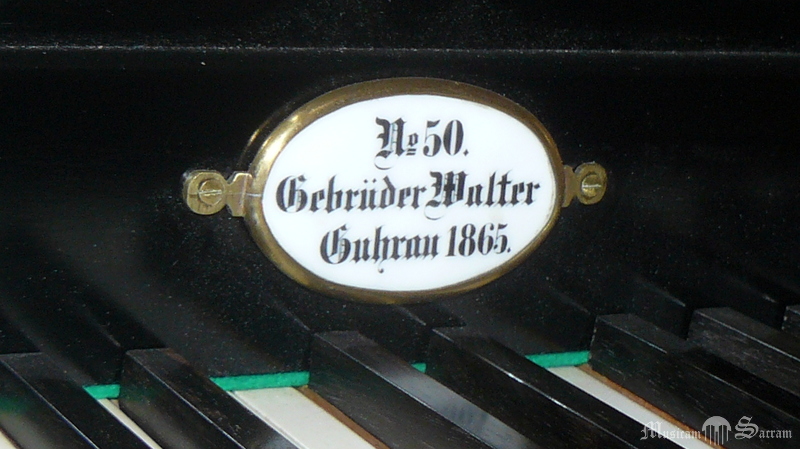 No 50.
Gebrüder Walter
Guhrau 1865.
Musicam Sacram